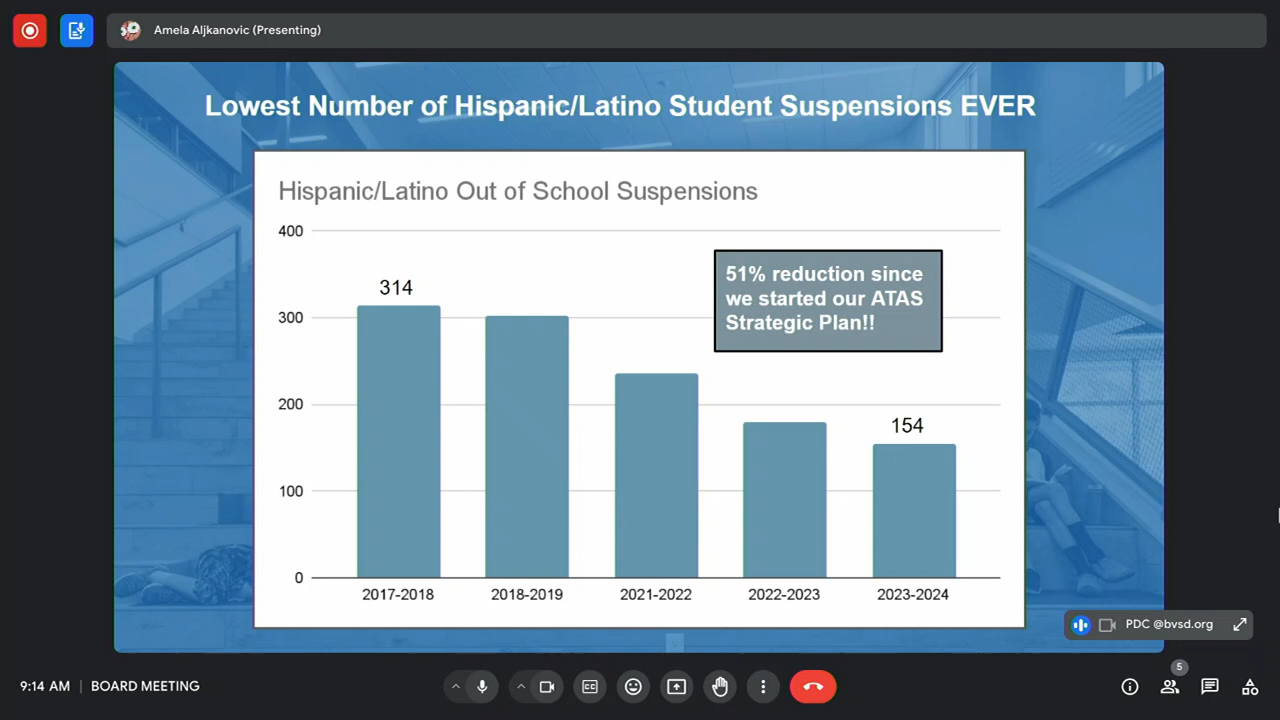 Amela Aljkanovic (Presenting)
Lowest Number of Hispanic/Latino Student Suspensions EVER
Hispanic/Latino Out of School Suspensions
400
51% reduction since
we started our ATAS
Strategic Plan!!
314
300
200
154
100
0
2017-2018
2018-2019
2021-2022
2022-2023
2023-2024
PDC @bvsd.org
5
9:14 AM | BOARD MEETING
CC